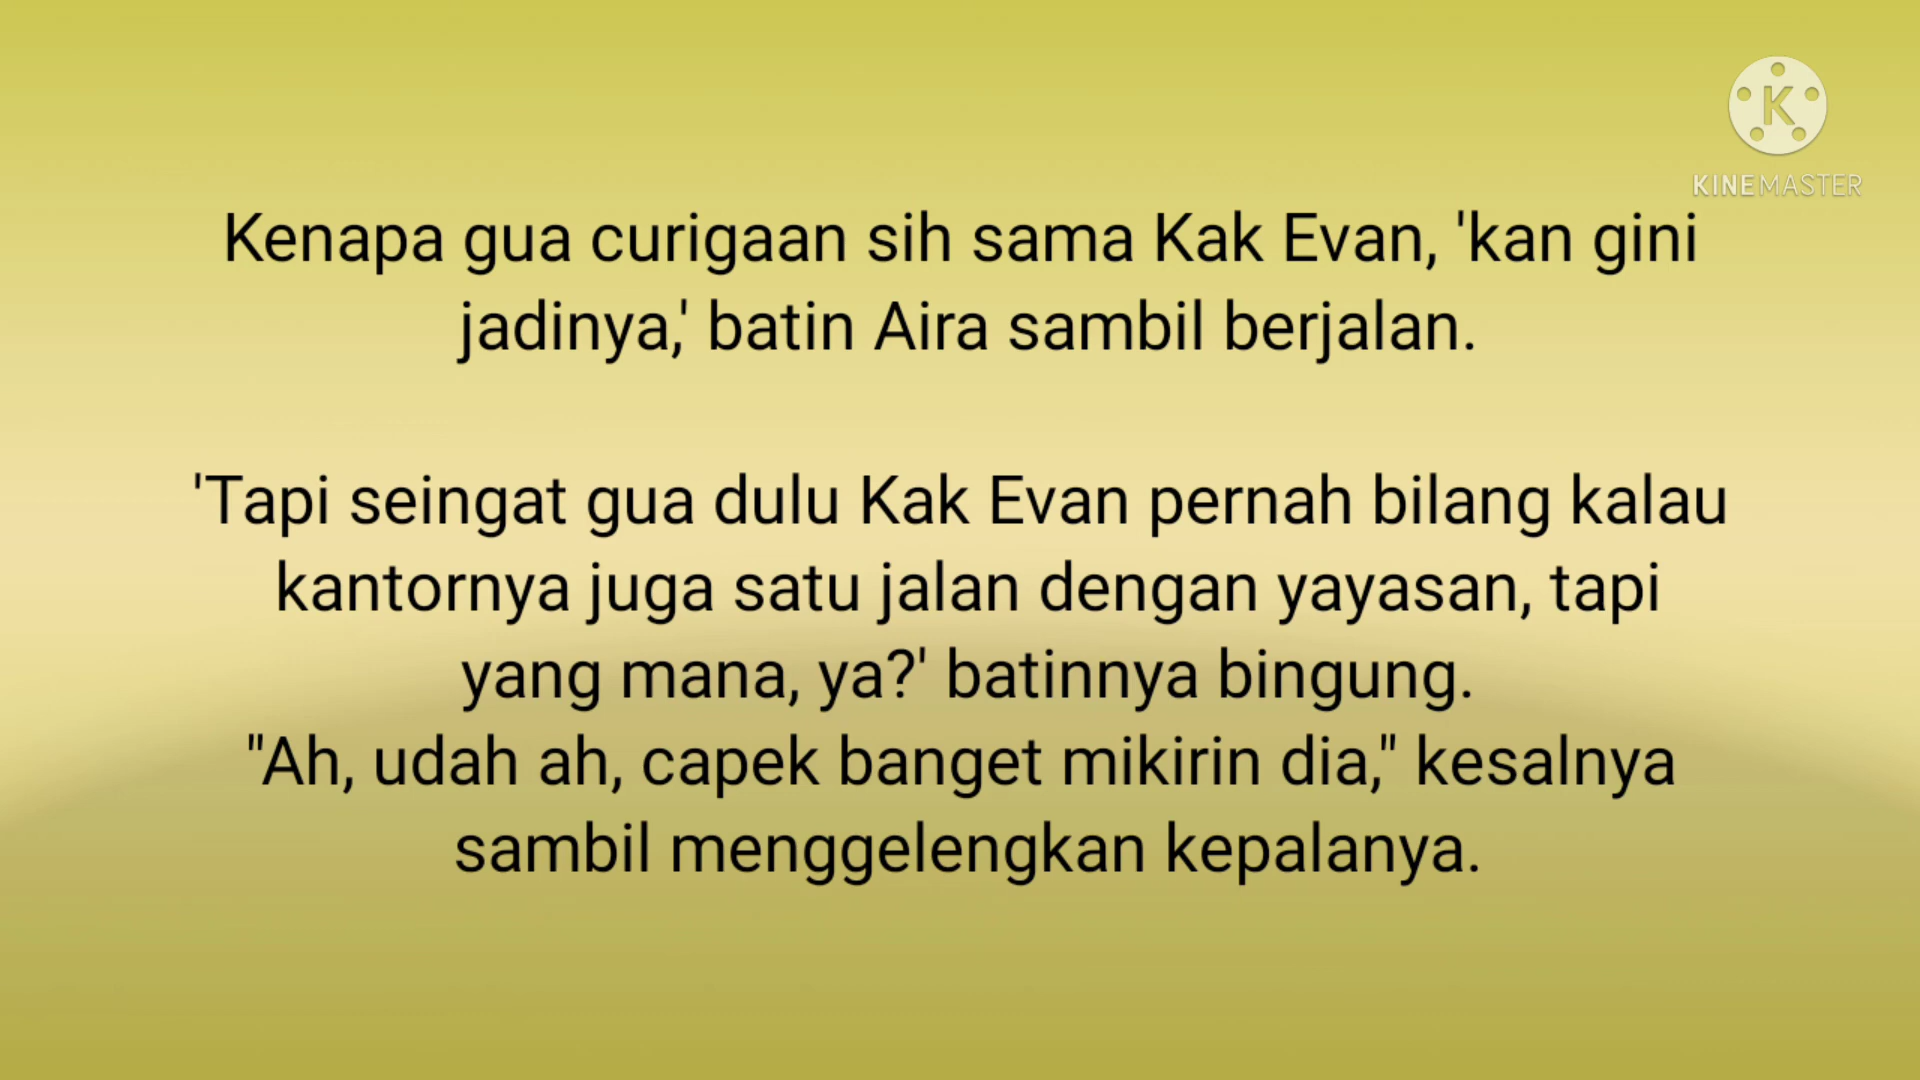 K
KINEMASTER
Kenapa gua curigaan sih sama Kak Evan, 'kan gini
jadinya,' batin Aira sambil berjalan.
'Tapi seingat gua dulu Kak Evan pernah bilang kalau
kantornya juga satu jalan dengan yayasan, tapi
yang mana, ya?' batinnya bingung.
"Ah, udah ah, capek banget mikirin dia," kesalnya
sambil menggelengkan kepalanya.